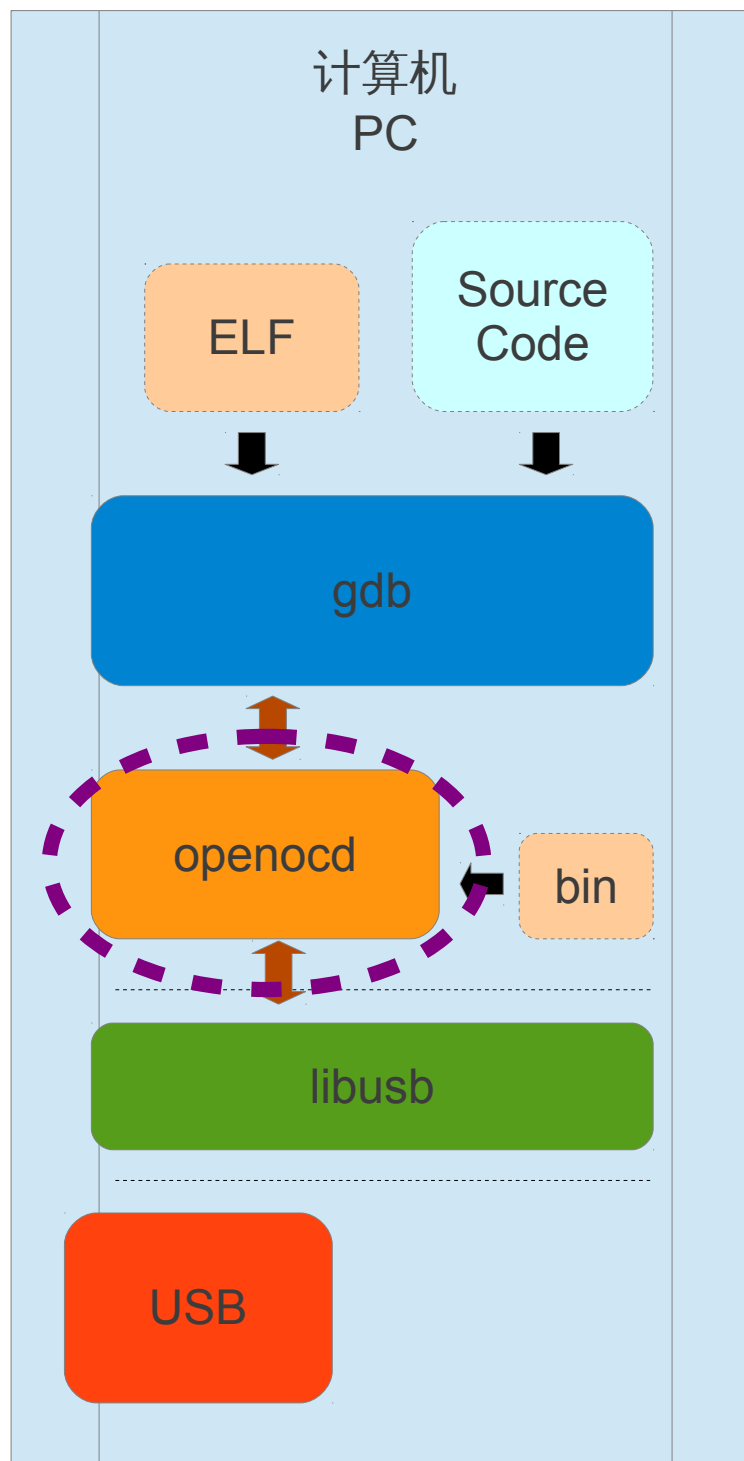 计算机
PC
ELF
Source
Code
gdb
openocd
bin
libusb
USB